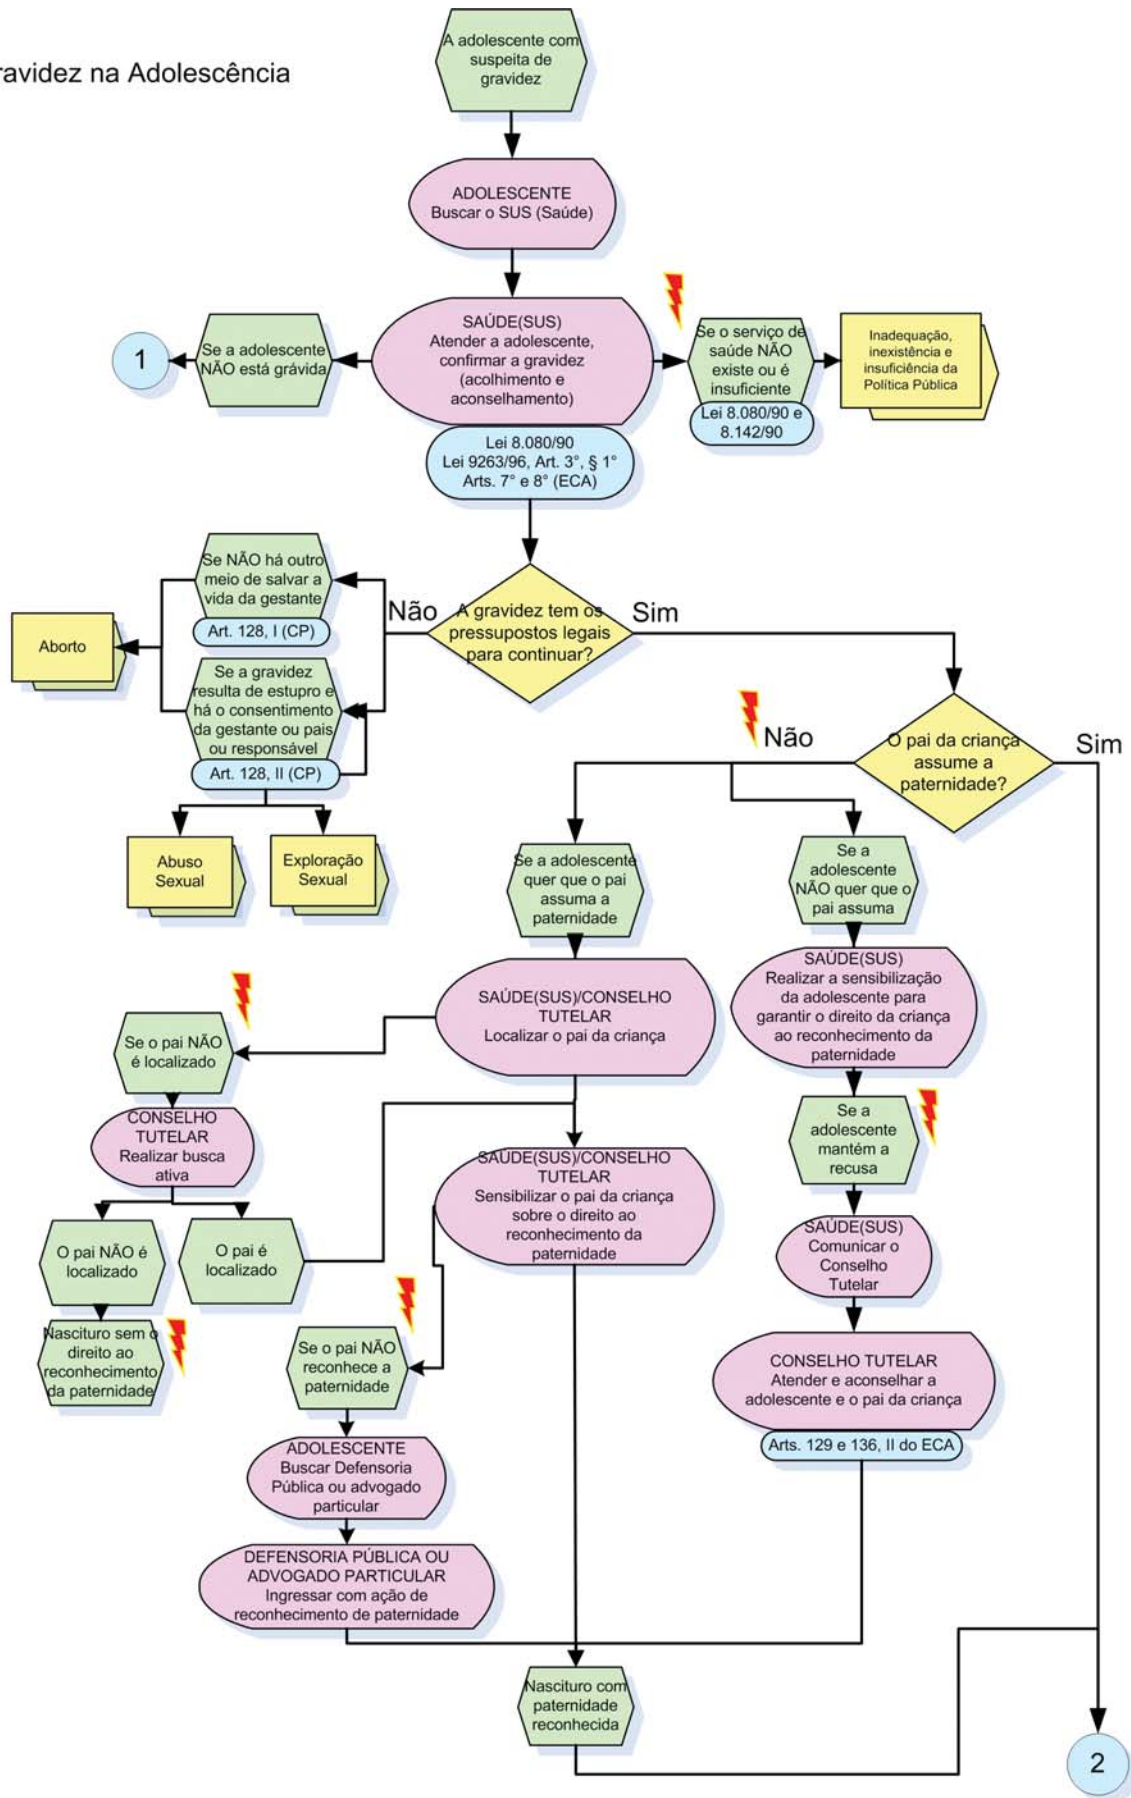 ravidez na Adolescência
A adolescente com
suspeita de
gravidez
ADOLESCENTE
Buscar o SUS (Saúde)
SAÚDE(SUS)
Atender a adolescente,
confirmar a gravidez
(acolhimento e
aconselhamento)
Lei 8.080/90
Lei 9263/96, Art. 3°, § 1°
Arts. 7° e 8° (ECA)
1
Se a adolescente
NÃO está grávida
Se o serviço de
saúde NÃO
existe ou é
insuficiente
Lei 8.080/90 e
8.142/90
Inadequação,
inexistência e
insuficiência da
Política Pública
A gravidez tem os
pressupostos legais
para continuar?
Não
Sim
Se NÃO há outro
meio de salvar a
vida da gestante
Art. 128, I (CP)
Aborto
Se a gravidez
resulta de estupro e
há o consentimento
da gestante ou pais
ou responsável
Art. 128, II (CP)
Abuso
Sexual
Exploração
Sexual
O pai da criança
assume a
paternidade?
Não
Sim
Se a adolescente
quer que o pai
assuma a
paternidade
Se a
adolescente
NÃO quer que o
pai assuma
SAÚDE(SUS)/CONSELHO
TUTELAR
Localizar o pai da criança
SAÚDE(SUS)
Realizar a sensibilização
da adolescente para
garantir o direito da criança
ao reconhecimento da
paternidade
Se o pai NÃO
é localizado
CONSELHO
TUTELAR
Realizar busca
ativa
Se a
adolescente
mantém a
recusa
SAÚDE(SUS)/CONSELHO
TUTELAR
Sensibilizar o pai da criança
sobre o direito ao
reconhecimento da
paternidade
O pai NÃO é
localizado
O pai é
localizado
SAÚDE(SUS)
Comunicar o
Conselho
Tutelar
Nascituro sem o
direito ao
reconhecimento
da paternidade
Se o pai NÃO
reconhece a
paternidade
CONSELHO TUTELAR
Atender e aconselhar a
adolescente e o pai da criança
Arts. 129 e 136, II do ECA
ADOLESCENTE
Buscar Defensoria
Pública ou advogado
particular
DEFENSORIA PÚBLICA OU
ADVOGADO PARTICULAR
Ingressar com ação de
reconhecimento de paternidade
Nascituro com
paternidade
reconhecida
2